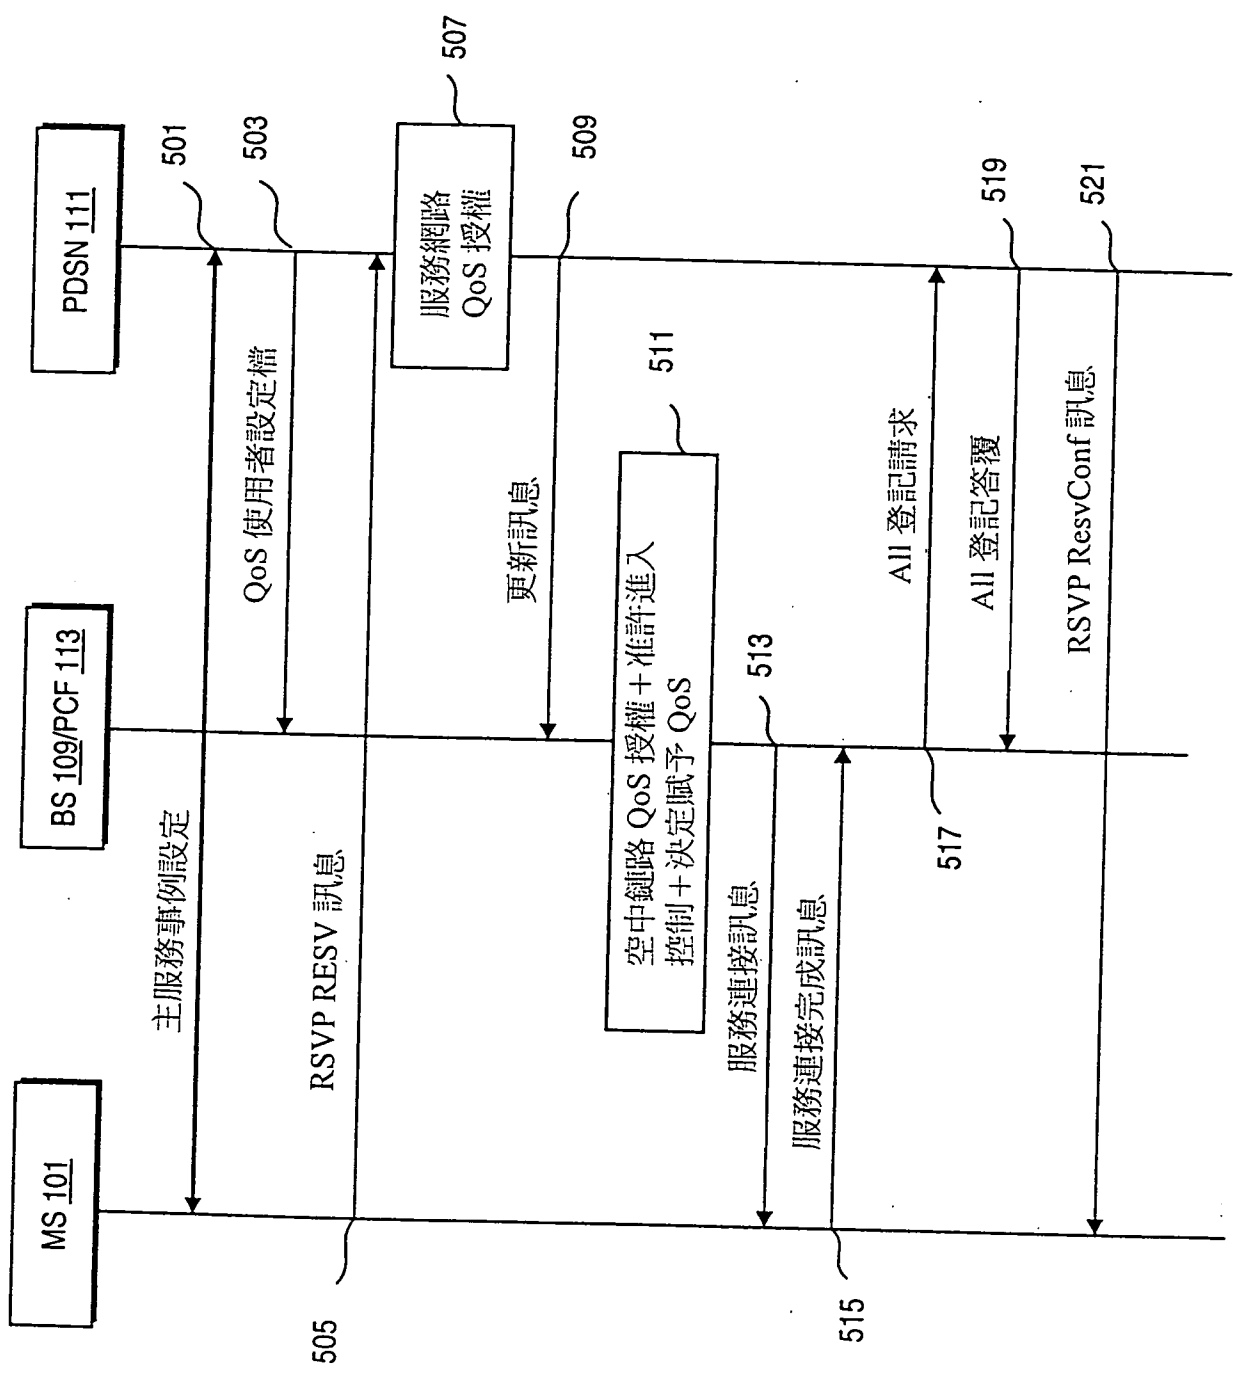 MS 101
BS 109/PCF 113
PDSN 111
主服務事例設定
501
QoS 使用者設定檔
503
RSVP RESV 訊息
505
服務網路
QoS 授權
507
更新訊息
509
空中鏈路 QoS 授權＋准許進入
控制＋決定賦予 QoS
511
服務連接訊息
513
服務連接完成訊息
515
All 登記請求
517
All 登記答覆
519
RSVP ResvConf 訊息
521